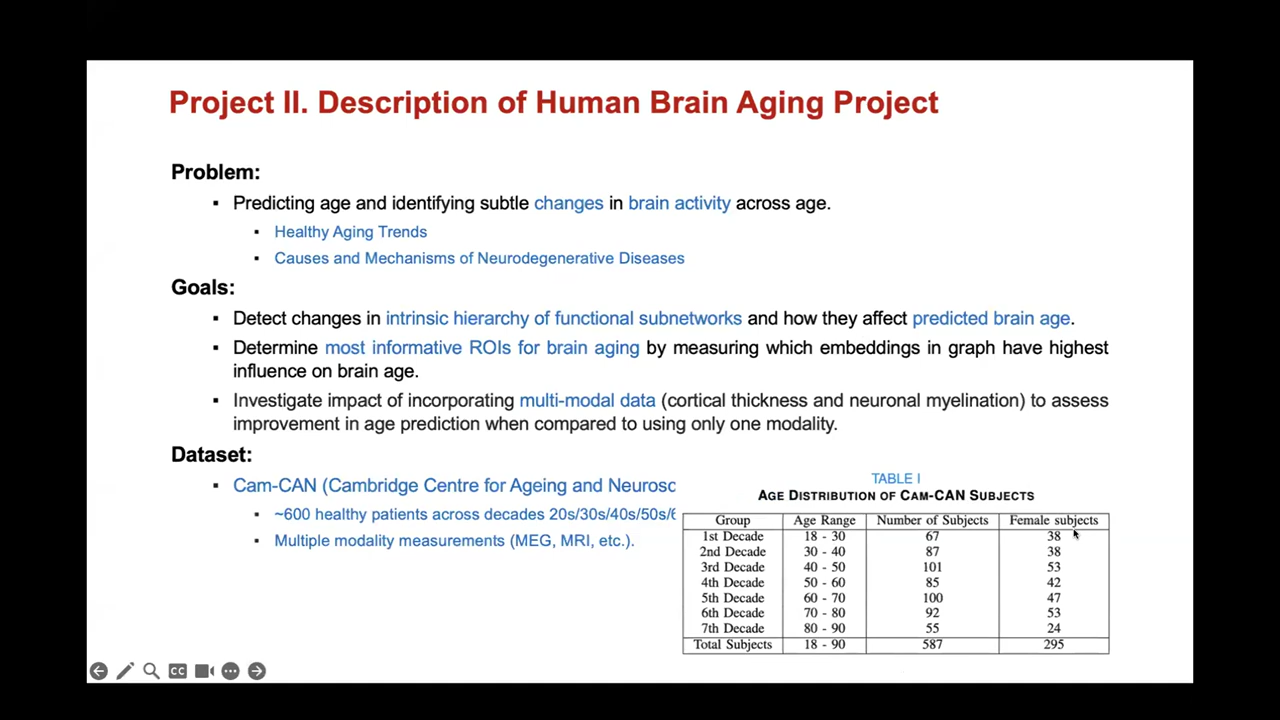 Project II. Description of Human Brain Aging Project
Problem:
▪ Predicting age and identifying subtle changes in brain activity across age.
▪ Healthy Aging Trends
▪ Causes and Mechanisms of Neurodegenerative Diseases
Goals:
▪ Detect changes in intrinsic hierarchy of functional subnetworks and how they affect predicted brain age.
▪ Determine most informative ROIs for brain aging by measuring which embeddings in graph have highest
influence on brain age.
▪ Investigate impact of incorporating multi-modal data (cortical thickness and neuronal myelination) to assess
improvement in age prediction when compared to using only one modality.
Dataset:
▪ Cam-CAN (Cambridge Centre for Ageing and Neurosc
▪ ~600 healthy patients across decades 20s/30s/40s/50s/6
▪ Multiple modality measurements (MEG, MRI, etc.).
TABLE I
AGE DISTRIBUTION OF CAM-CAN SUBJECTS
Group Age Range Number of Subjects Female subjects
1st Decade 18 - 30 67 38
2nd Decade 30 - 40 87 38
3rd Decade 40 - 50 101 53
4th Decade 50 - 60 85 42
5th Decade 60 - 70 100 47
6th Decade 70 - 80 92 53
7th Decade 80 - 90 55 24
Total Subjects 18 - 90 587 295
CC